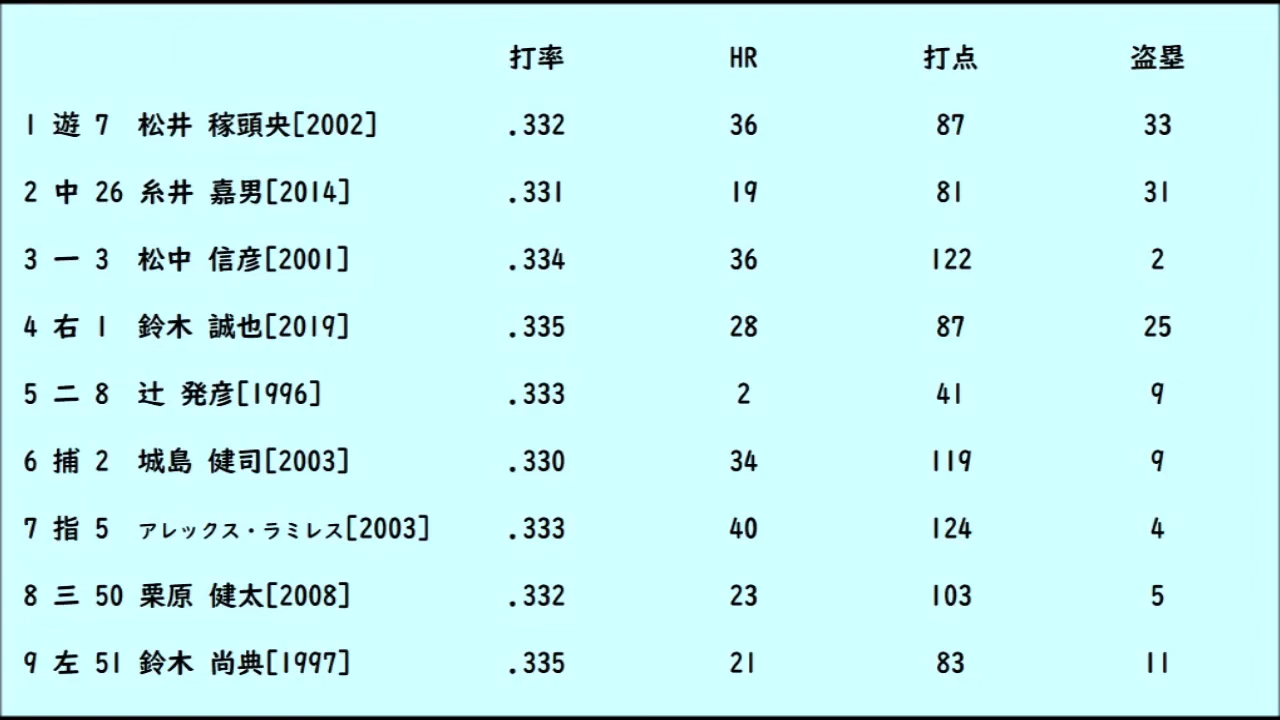 打率 HR 打点 盗塁
1 遊 7 松井 稼頭央[2002] .332 36 87 33
2 中 26 糸井 嘉男[2014] .331 19 81 31
3 一 3 松中 信彦[2001] .334 36 122 2
4 右 1 鈴木 誠也[2019] .335 28 87 25
5 二 8 辻 発彦[1996] .333 2 41 9
6 捕 2 城島 健司[2003] .330 34 119 9
7 指 5 アレックス・ラミレス[2003] .333 40 124 4
8 三 50 栗原 健太[2008] .332 23 103 5
9 左 51 鈴木 尚典[1997] .335 21 83 11